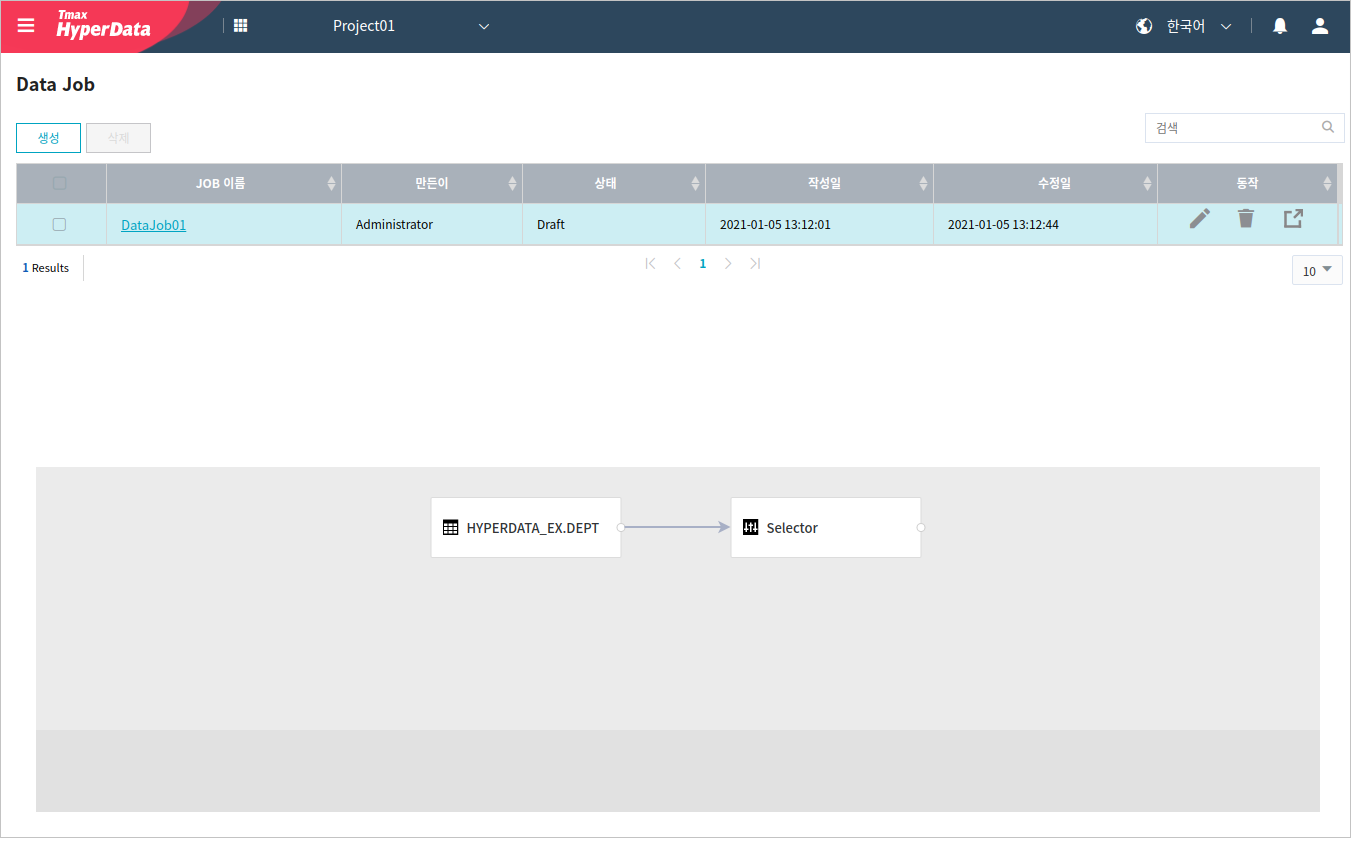 Tmax
HyperData
Project01
한국어
Data Job
생성
삭제
검색
JOB 이름
만든이
상태
작성일
수정일
동작
DataJob01
Administrator
Draft
2021-01-05 13:12:01
2021-01-05 13:12:44
1 Results
1
10
HYPERDATA_EX.DEPT
Selector